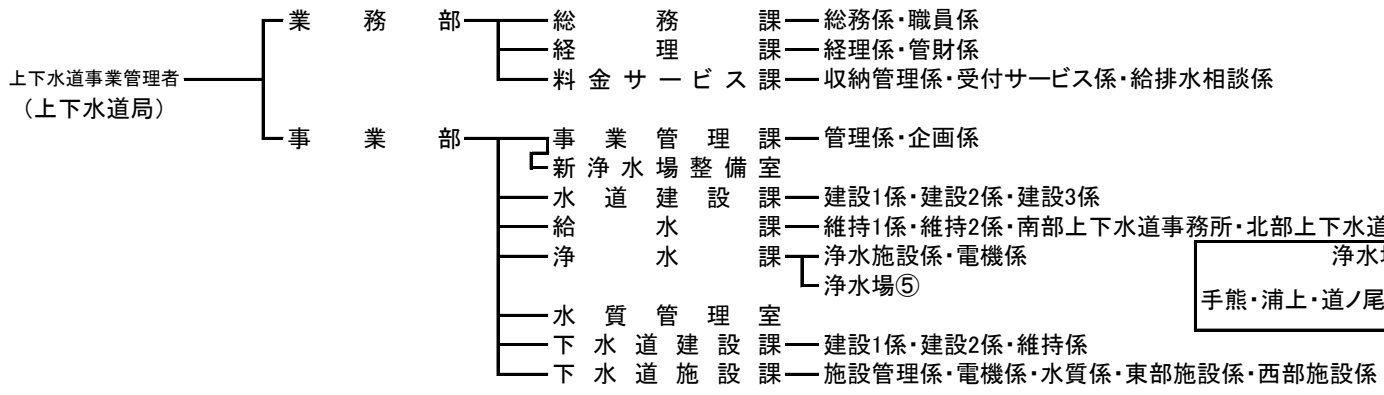 業務部 総務課 総務係・職員係
経理課 経理係・管財係
料金サービス課 収納管理係・受付サービス係・給排水相談係
上下水道事業管理者
（上下水道局）
事業部 事業管理課 管理係・企画係
新浄水場整備室
水道建設課 建設1係・建設2係・建設3係
給水課 維持1係・維持2係・南部上下水道事務所・北部上下水道
浄水課 浄水施設係・電機係
浄水場⑤
浄水
手熊・浦上・道ノ尾
水質管理室
下水道建設課 建設1係・建設2係・維持係
下水道施設課 施設管理係・電機係・水質係・東部施設係・西部施設係